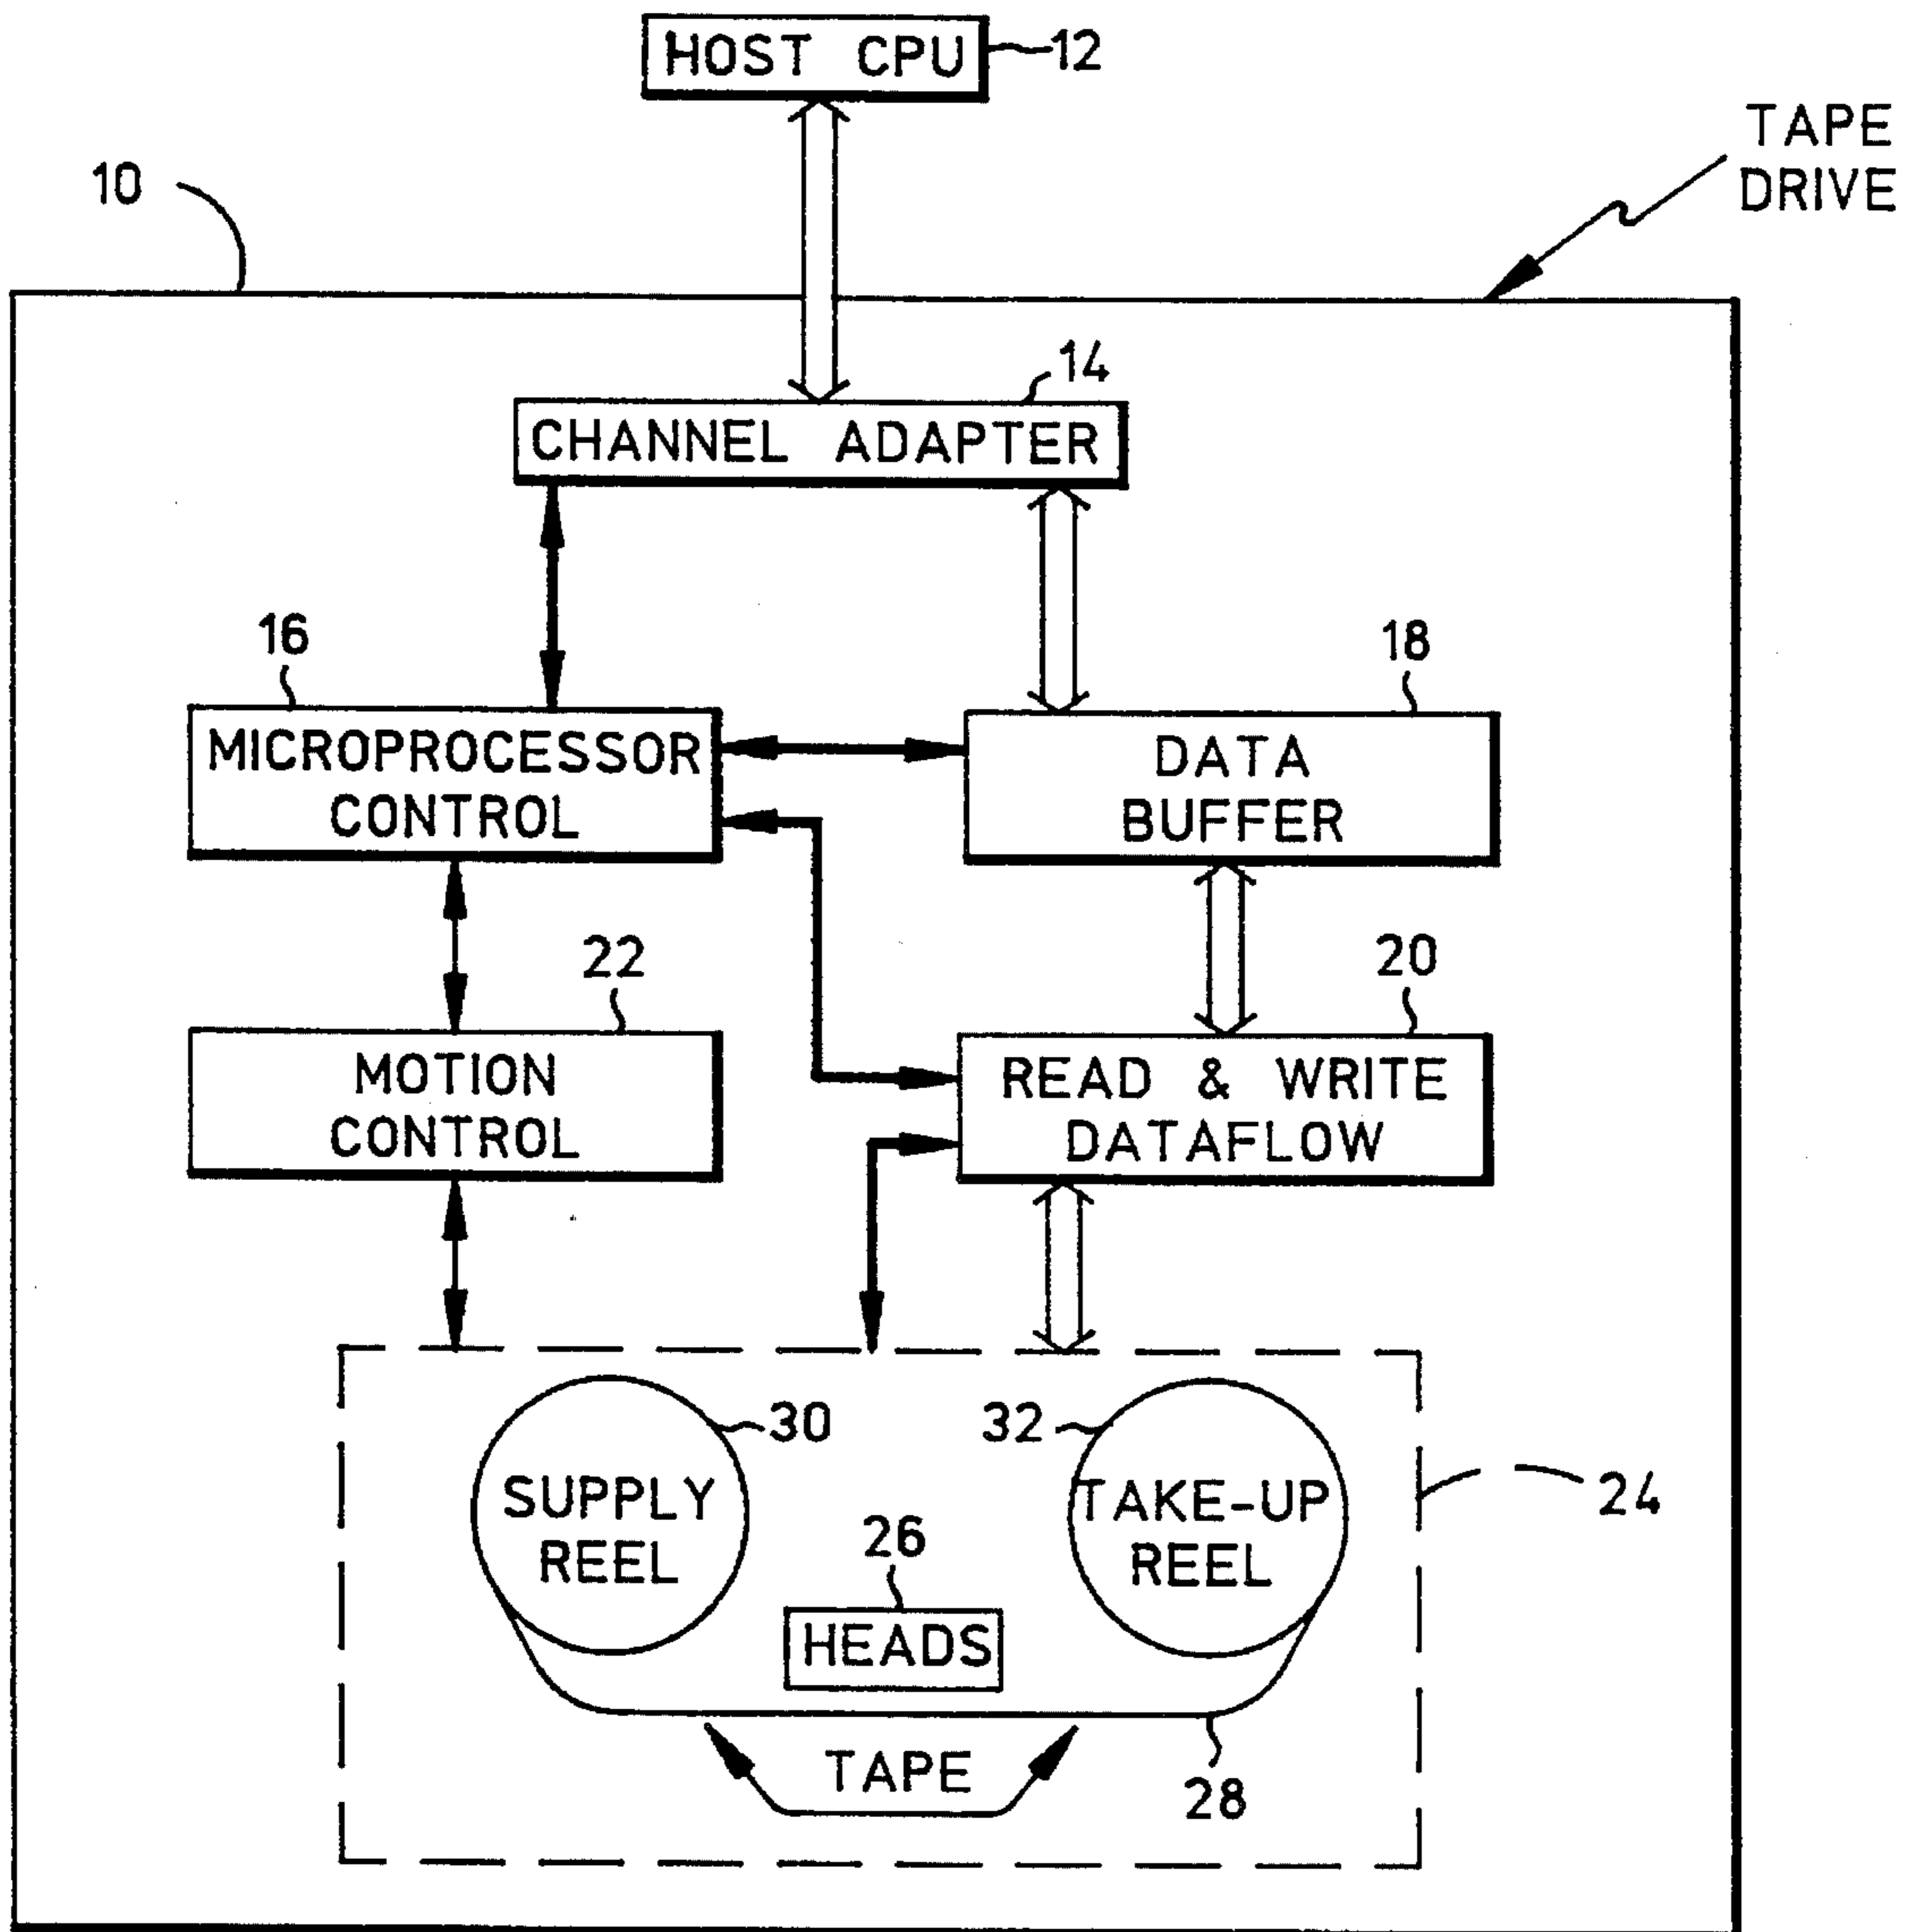 HOST CPU
12
TAPE
DRIVE
10
14
CHANNEL ADAPTER
16
18
MICROPROCESSOR
CONTROL
DATA
BUFFER
22
20
MOTION
CONTROL
READ & WRITE
DATAFLOW
30
32
SUPPLY
REEL
TAKE-UP
REEL
24
26
HEADS
TAPE
28